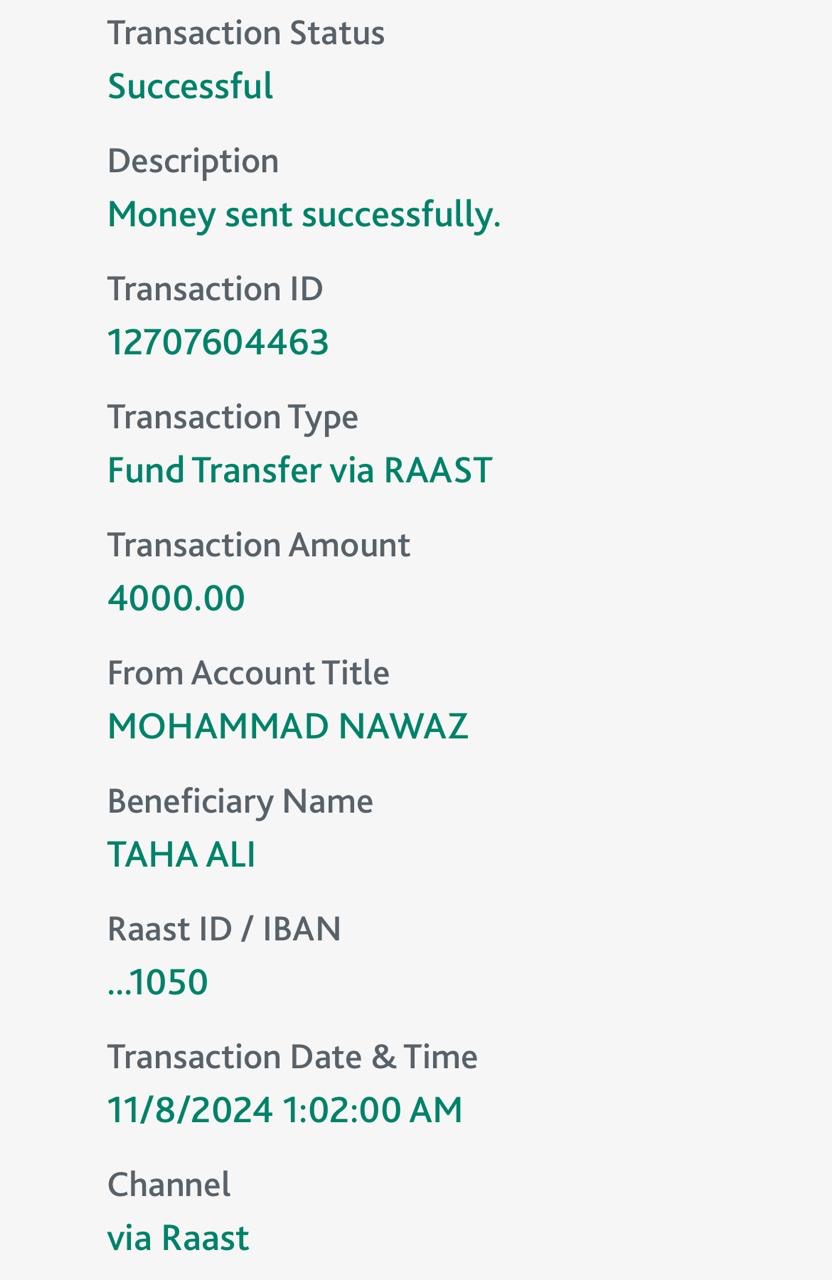 Transaction Status
Successful
Description
Money sent successfully.
Transaction ID
12707604463
Transaction Type
Fund Transfer via RAAST
Transaction Amount
4000.00
From Account Title
MOHAMMAD NAWAZ
Beneficiary Name
TAHA ALI
Raast ID / IBAN
...1050
Transaction Date & Time
11/8/2024 1:02:00 AM
Channel
via Raast